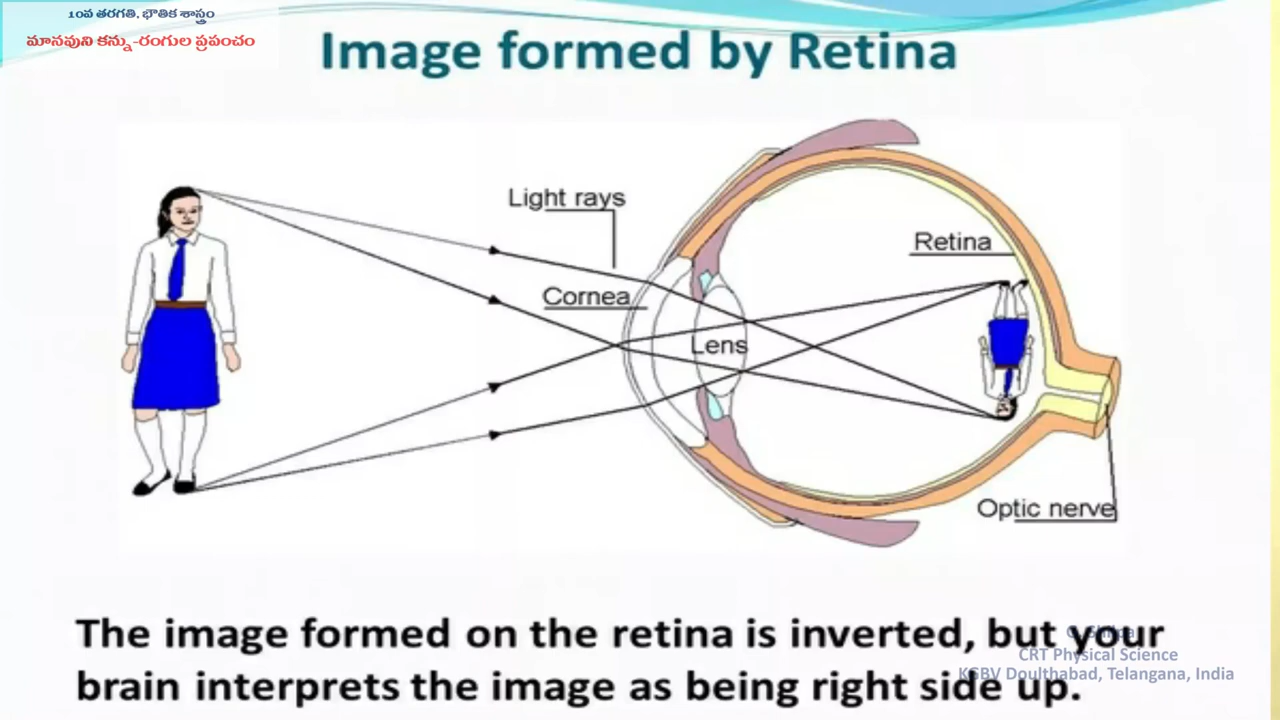 10వ తరగతి, భౌతిక శాస్త్రం
మానవుని కన్ను-రంగుల ప్రపంచం
Image formed by Retina
Light rays
Retina
Cornea
Lens
Optic nerve
The image formed on the retina is inverted, but your
brain interprets the image as being right side up.
G. Shilpa
CRT Physical Science
KGBV Doulthabad, Telangana, India